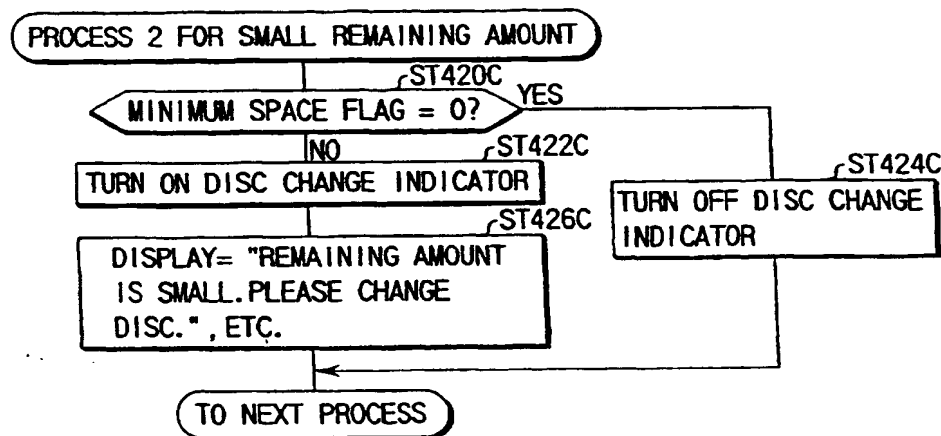 PROCESS 2 FOR SMALL REMAINING AMOUNT
ST420C
MINIMUM SPACE FLAG = 0?
YES
NO
ST422C
TURN ON DISC CHANGE INDICATOR
ST424C
TURN OFF DISC CHANGE
INDICATOR
ST426C
DISPLAY= "REMAINING AMOUNT
IS SMALL.PLEASE CHANGE
DISC.", ETC.
TO NEXT PROCESS